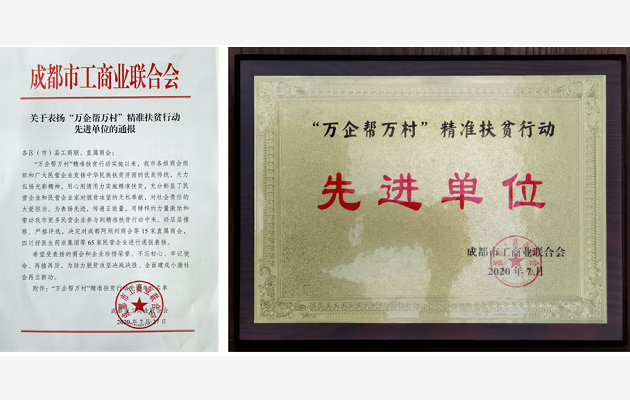 成都市工商业联合会
关于表扬“万企帮万村”精准扶贫行动
先进单位的通报
各区(市)县工商联、直属商会:
“万企帮万村”精准扶贫行动实施以来,我市各级商会组
织和广大民营企业发扬中华民族扶贫济困的优良传统,大力
弘扬光彩精神,用心用情用力实施精准扶贫,充分彰显了民
营企业和民营企业家对脱贫攻坚的无私奉献,对社会责任的
大爱担当。为表扬先进,传递正能量,用榜样的力量激励和
带动我市更多民营企业参与到精准扶贫行动中来。经层层推
荐、严格评选,决定对成都阿坝州商会等15家直属商会,
四川好医生药业集团等65家民营企业进行通报表扬。
希望受表扬的商会和企业珍惜荣誉、不忘初心、牢记使
命、再接再厉,为助力脱贫攻坚决战决胜、全面建成小康社
会再立新功。
附件:“万企帮万村”精准扶贫行动先进单位名单
2020年7月27日
“万企帮万村”精准扶贫行动
先进单位
成都市工商业联合会
2020年7月